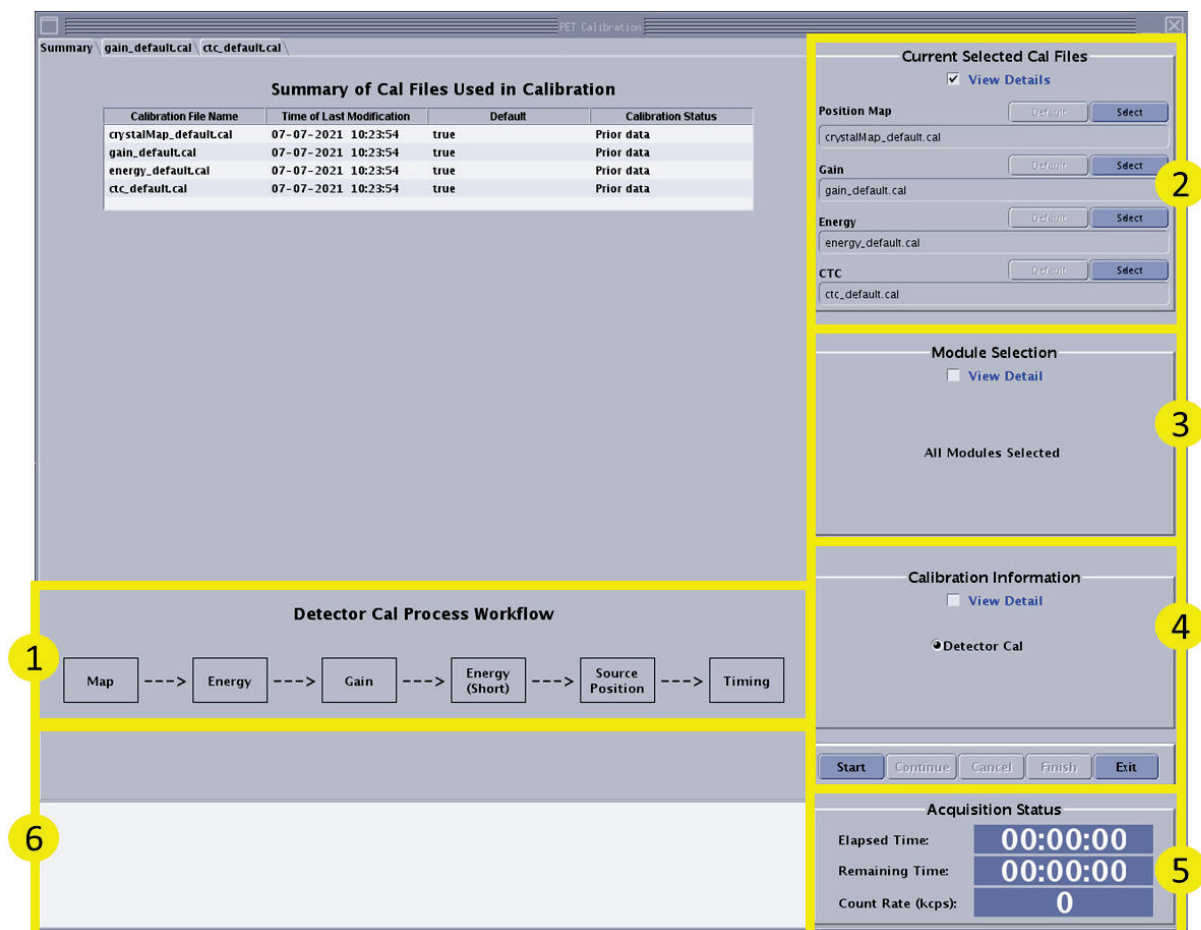 PET Calibration
Summary gain_default.cal ctc_default.cal
Summary of Cal Files Used in Calibration
Calibration File Name Time of Last Modification Default Calibration Status
crystalMap_default.cal 07-07-2021 10:23:54 true Prior data
gain_default.cal 07-07-2021 10:23:54 true Prior data
energy_default.cal 07-07-2021 10:23:54 true Prior data
ctc_default.cal 07-07-2021 10:23:54 true Prior data
Detector Cal Process Workflow
1
Map ---> Energy ---> Gain ---> Energy (Short) ---> Source Position ---> Timing
6
Current Selected Cal Files
View Details
Position Map Default Select
crystalMap_default.cal
Gain Default Select
2
gain_default.cal
Energy Default Select
energy_default.cal
CTC Default Select
ctc_default.cal
Module Selection
View Detail
3
All Modules Selected
Calibration Information
View Detail
4
Detector Cal
Start Continue Cancel Finish Exit
Acquisition Status
Elapsed Time: 00:00:00
Remaining Time: 00:00:00
5
Count Rate (kcps): 0